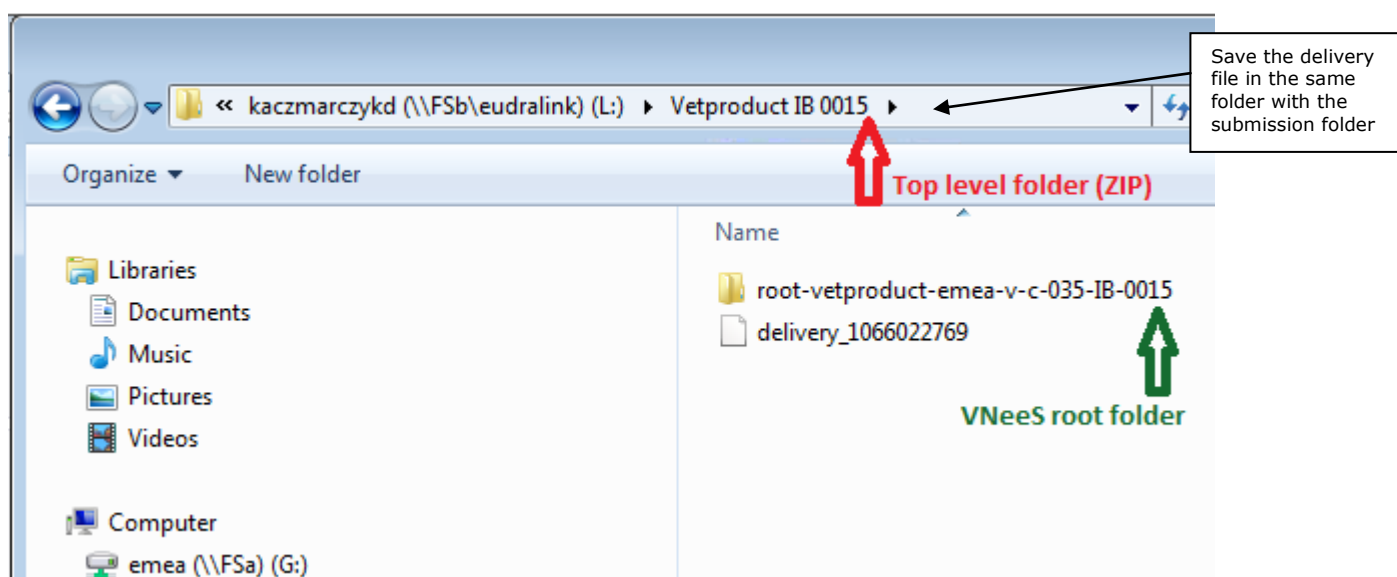 Save the delivery
file in the same
folder with the
submission folder
« kaczmarczykd (\\FSb\eudralink) (L:) ▸ Vetproduct IB 0015 ▸
Organize ▾ New folder
Top level folder (ZIP)
Name
Libraries
Documents
Music
Pictures
Videos
Computer
emea (\\FSa) (G:)
root-vetproduct-emea-v-c-035-IB-0015
delivery_1066022769
VNeeS root folder